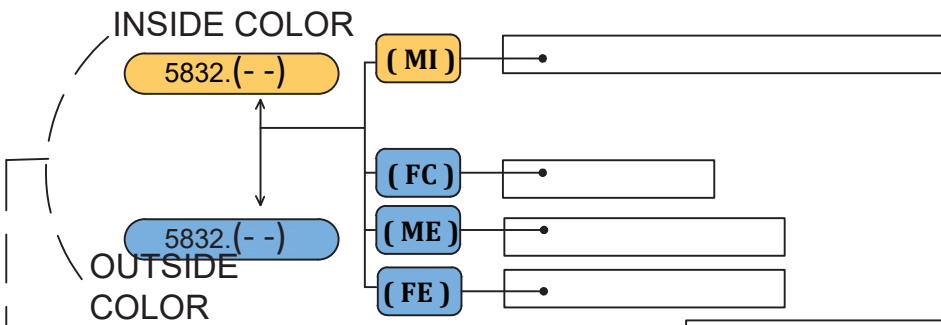 INSIDE COLOR
5832.(- -)
( MI )
( FC )
5832.(- -)
( ME )
OUTSIDE
COLOR
( FE )